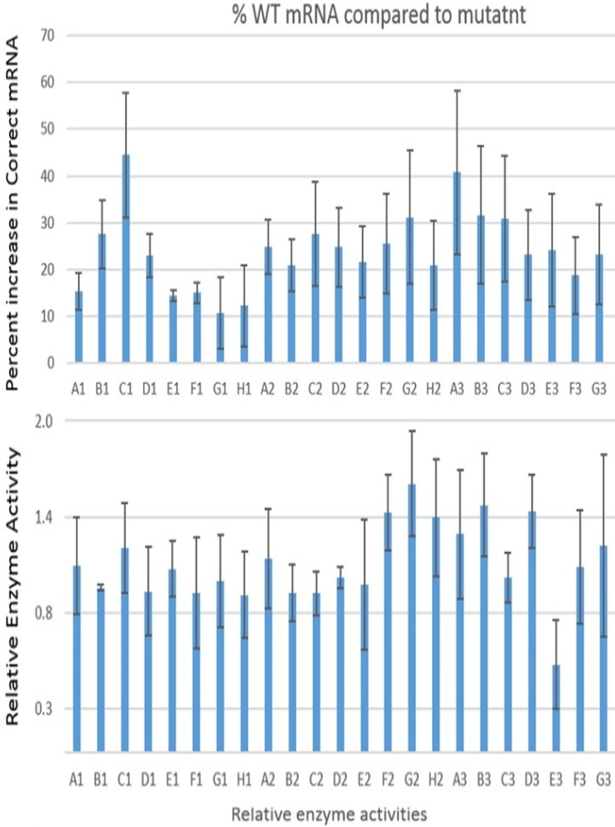 % WT mRNA compared to mutatnt
Percent increase in Correct mRNA
70
60
50
40
30
20
10
0
A1 B1 C1 D1 E1 F1 G1 H1 A2 B2 C2 D2 E2 F2 G2 H2 A3 B3 C3 D3 E3 F3 G3
Relative Enzyme Activity
2.0
1.4
0.8
0.3
A1 B1 C1 D1 E1 F1 G1 H1 A2 B2 C2 D2 E2 F2 G2 H2 A3 B3 C3 D3 E3 F3 G3
Relative enzyme activities